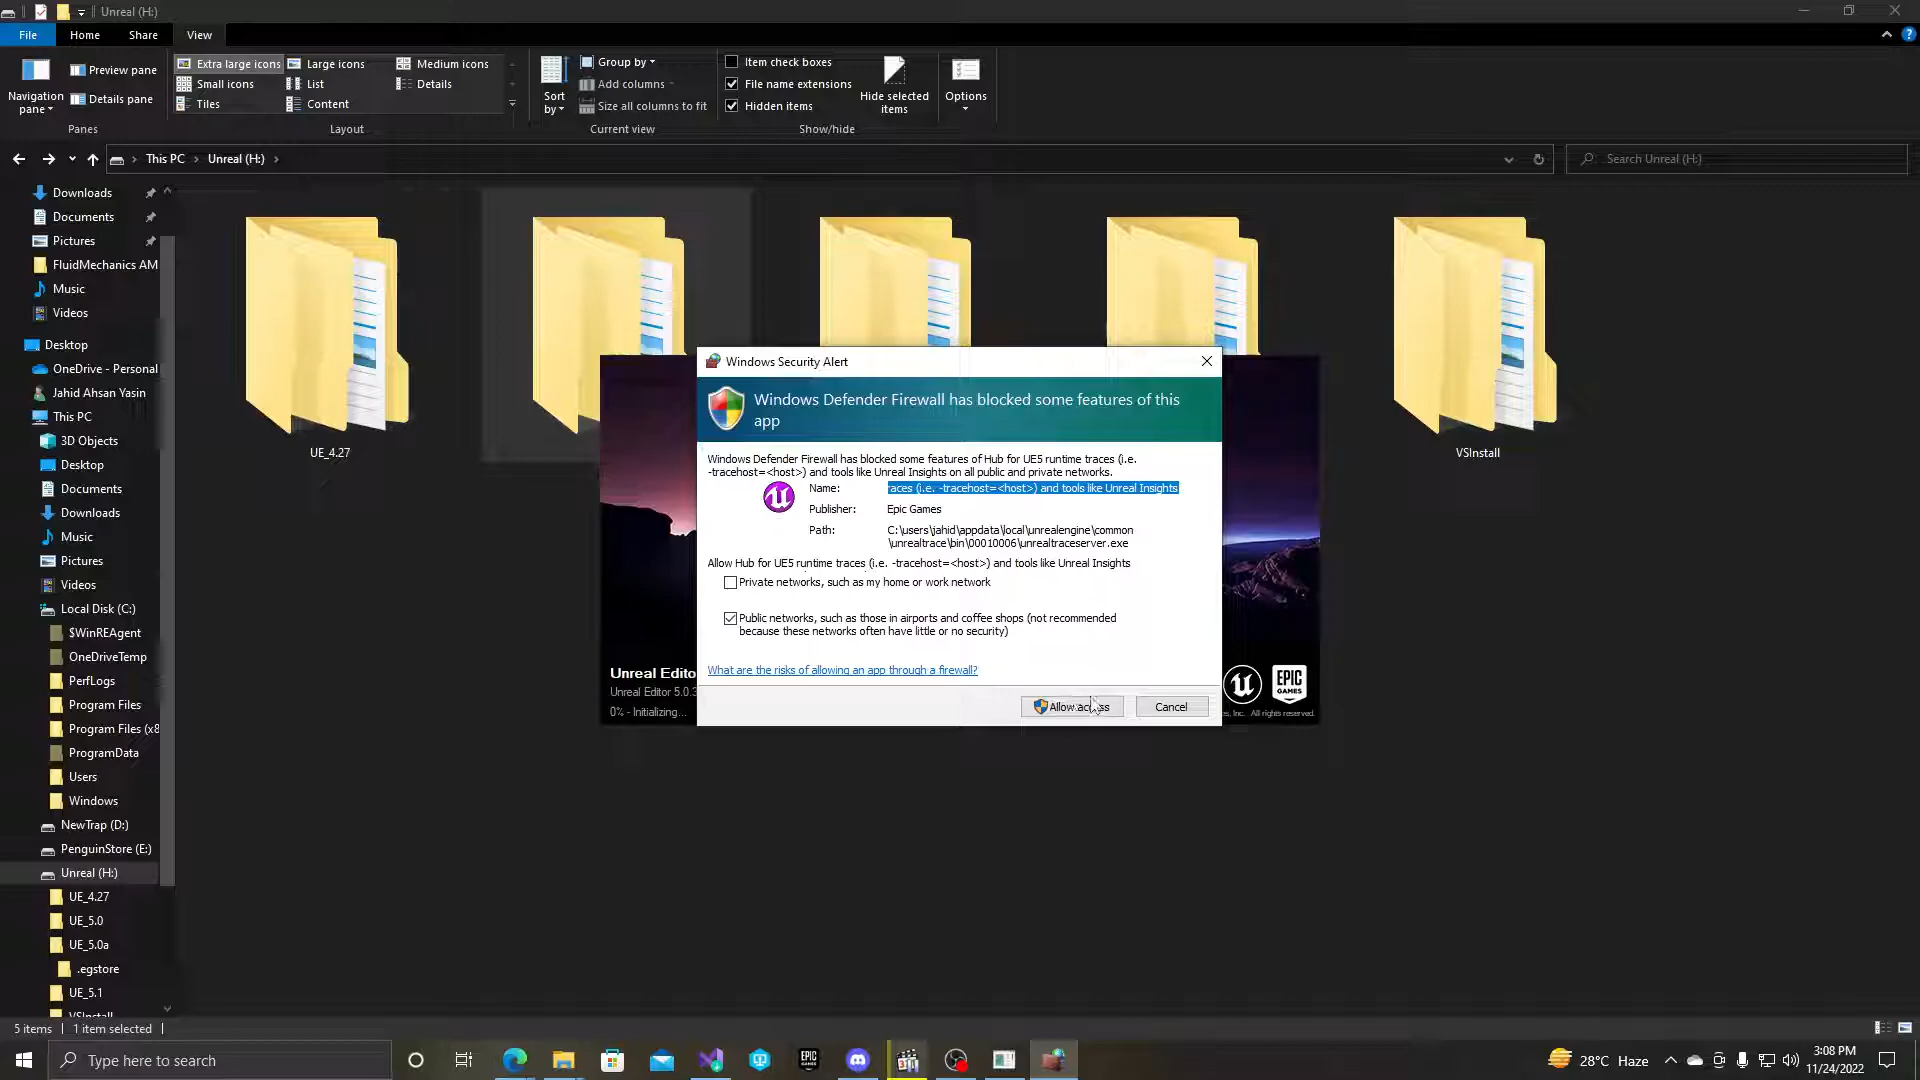 Unreal (H:)
File Home Share View
Preview pane
Details pane
Navigation pane
Panes
Extra large icons Large icons Medium icons
Small icons List Details
Tiles Content
Layout
Sort by
Group by
Add columns
Size all columns to fit
Current view
Item check boxes
File name extensions
Hidden items
Hide selected items
Show/hide
Options
This PC Unreal (H:)
Search Unreal (H:)
Downloads
Documents
Pictures
FluidMechanics AM
Music
Videos
Desktop
OneDrive - Personal
Jahid Ahsan Yasin
This PC
3D Objects
Desktop
Documents
Downloads
Music
Pictures
Videos
Local Disk (C:)
$WinREAgent
OneDriveTemp
PerfLogs
Program Files
Program Files (x8
ProgramData
Users
Windows
NewTrap (D:)
PenguinStore (E:)
Unreal (H:)
UE_4.27
UE_5.0
UE_5.0a
.egstore
UE_5.1
VSInstall
UE_4.27
VSInstall
Windows Security Alert
Windows Defender Firewall has blocked some features of this
app
Windows Defender Firewall has blocked some features of Hub for UE5 runtime traces (i.e.
-tracehost=<host>) and tools like Unreal Insights on all public and private networks.
Name: races (i.e. -tracehost=<host>) and tools like Unreal Insights
Publisher: Epic Games
Path: C:\users\jahid\appdata\local\unrealengine\common
\unrealtrace\bin\00010006\unrealtraceserver.exe
Allow Hub for UE5 runtime traces (i.e. -tracehost=<host>) and tools like Unreal Insights
Private networks, such as my home or work network
Public networks, such as those in airports and coffee shops (not recommended
because these networks often have little or no security)
What are the risks of allowing an app through a firewall?
Allow access Cancel
Unreal Edito
Unreal Editor 5.0.3
0% - Initializing...
EPIC GAMES
s, Inc. All rights reserved.
5 items 1 item selected
Type here to search
EPIC GAMES
28°C Haze
3:08 PM
11/24/2022